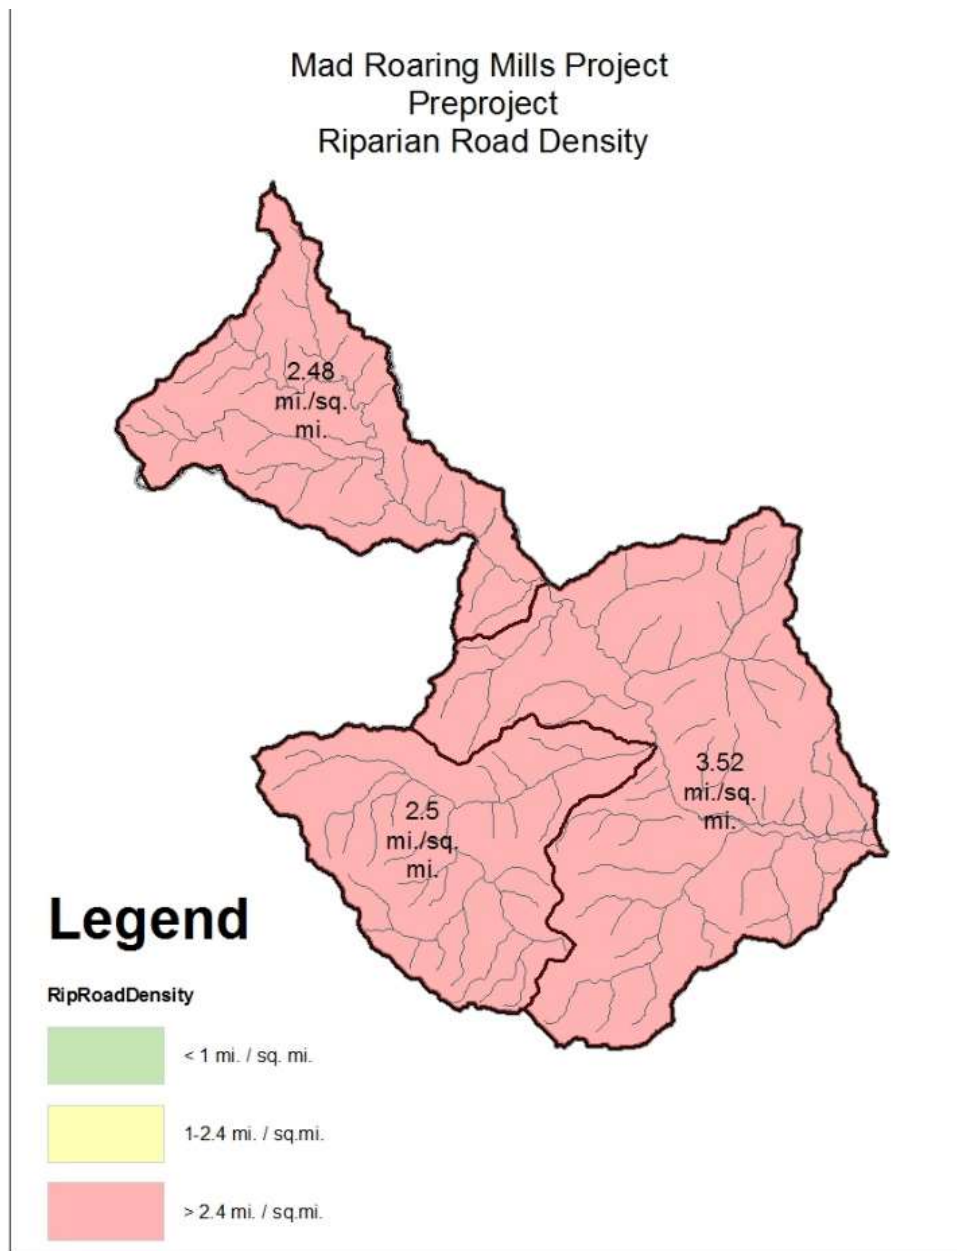 Mad Roaring Mills Project
Preproject
Riparian Road Density
2.48
mi./sq.
mi.
3.52
mi./sq.
mi.
2.5
mi./sq.
mi.
Legend
RipRoadDensity
< 1 mi. / sq. mi.
1-2.4 mi. / sq.mi.
> 2.4 mi. / sq.mi.